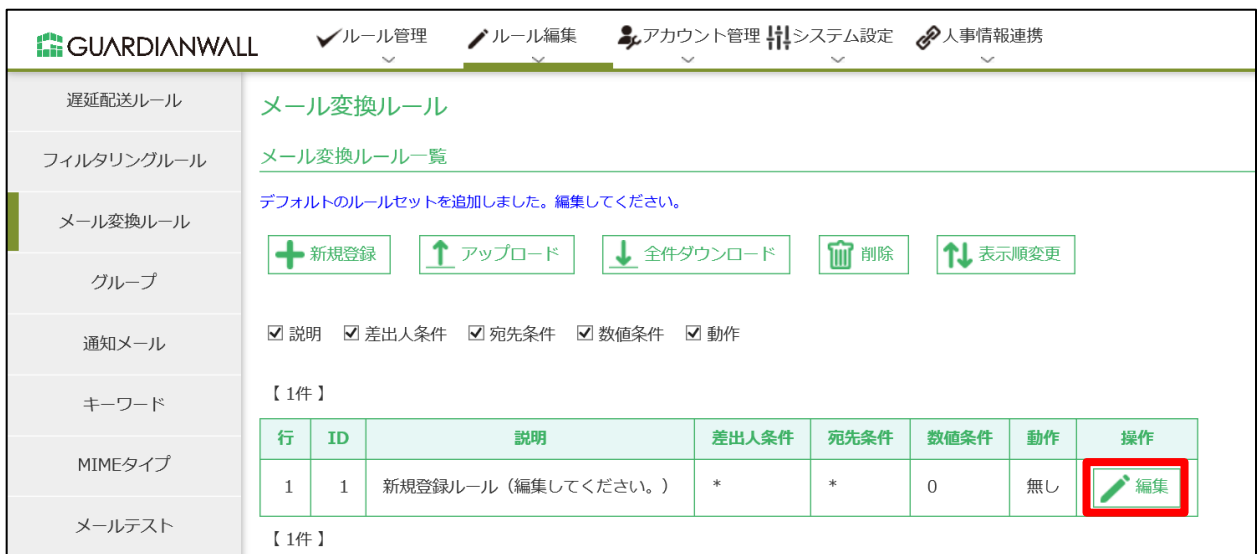 GUARDIANWALL
ルール管理 ルール編集 アカウント管理 システム設定 人事情報連携
遅延配送ルール
フィルタリングルール
メール変換ルール
グループ
通知メール
キーワード
MIMEタイプ
メールテスト
メール変換ルール
メール変換ルール一覧
デフォルトのルールセットを追加しました。編集してください。
新規登録 アップロード 全件ダウンロード 削除 表示順変更
説明 差出人条件 宛先条件 数値条件 動作
【 1件 】
行 ID 説明 差出人条件 宛先条件 数値条件 動作 操作
1 1 新規登録ルール（編集してください。） * * 0 無し 編集
【 1件 】